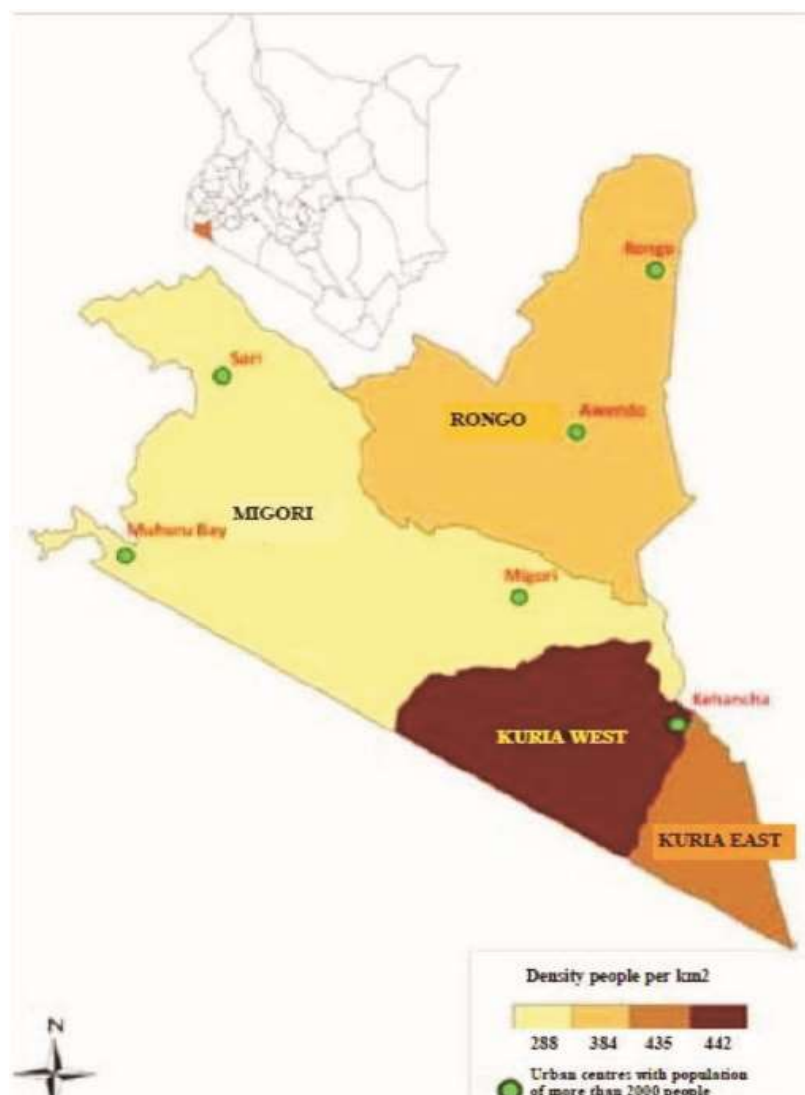 Rongo
Sori
Awendo
RONGO
MIGORI
Muhuru Bay
Migori
Kehancha
KURIA WEST
KURIA EAST
Density people per km2
288 384 435 442
N
Urban centres with population
of more than 2000 people